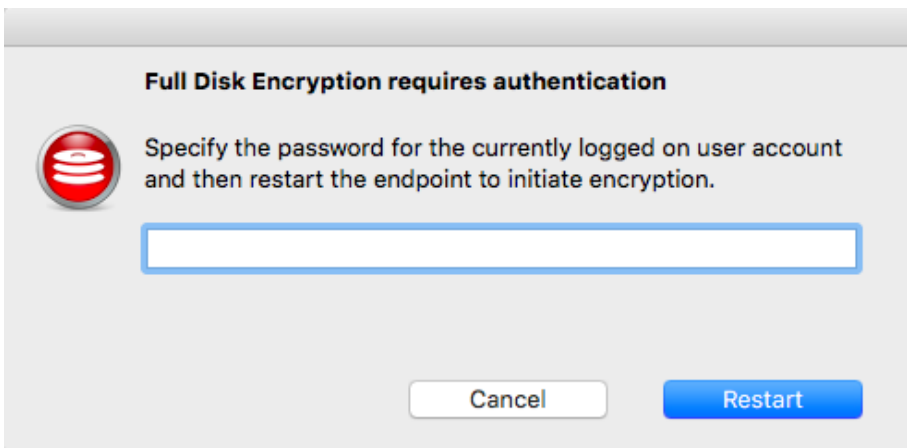 Full Disk Encryption requires authentication
Specify the password for the currently logged on user account
and then restart the endpoint to initiate encryption.
Cancel
Restart